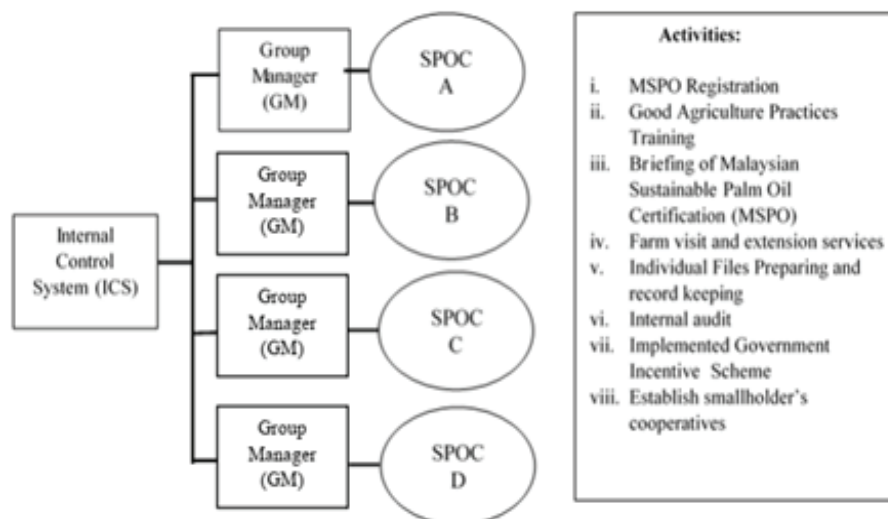 Group
Manager
(GM)
SPOC
A
Group
Manager
(GM)
SPOC
B
Internal
Control
System (ICS)
Group
Manager
(GM)
SPOC
C
Group
Manager
(GM)
SPOC
D
Activities:
i. MSPO Registration
ii. Good Agriculture Practices
Training
iii. Briefing of Malaysian
Sustainable Palm Oil
Certification (MSPO)
iv. Farm visit and extension services
v. Individual Files Preparing and
record keeping
vi. Internal audit
vii. Implemented Government
Incentive Scheme
viii. Establish smallholder's
cooperatives